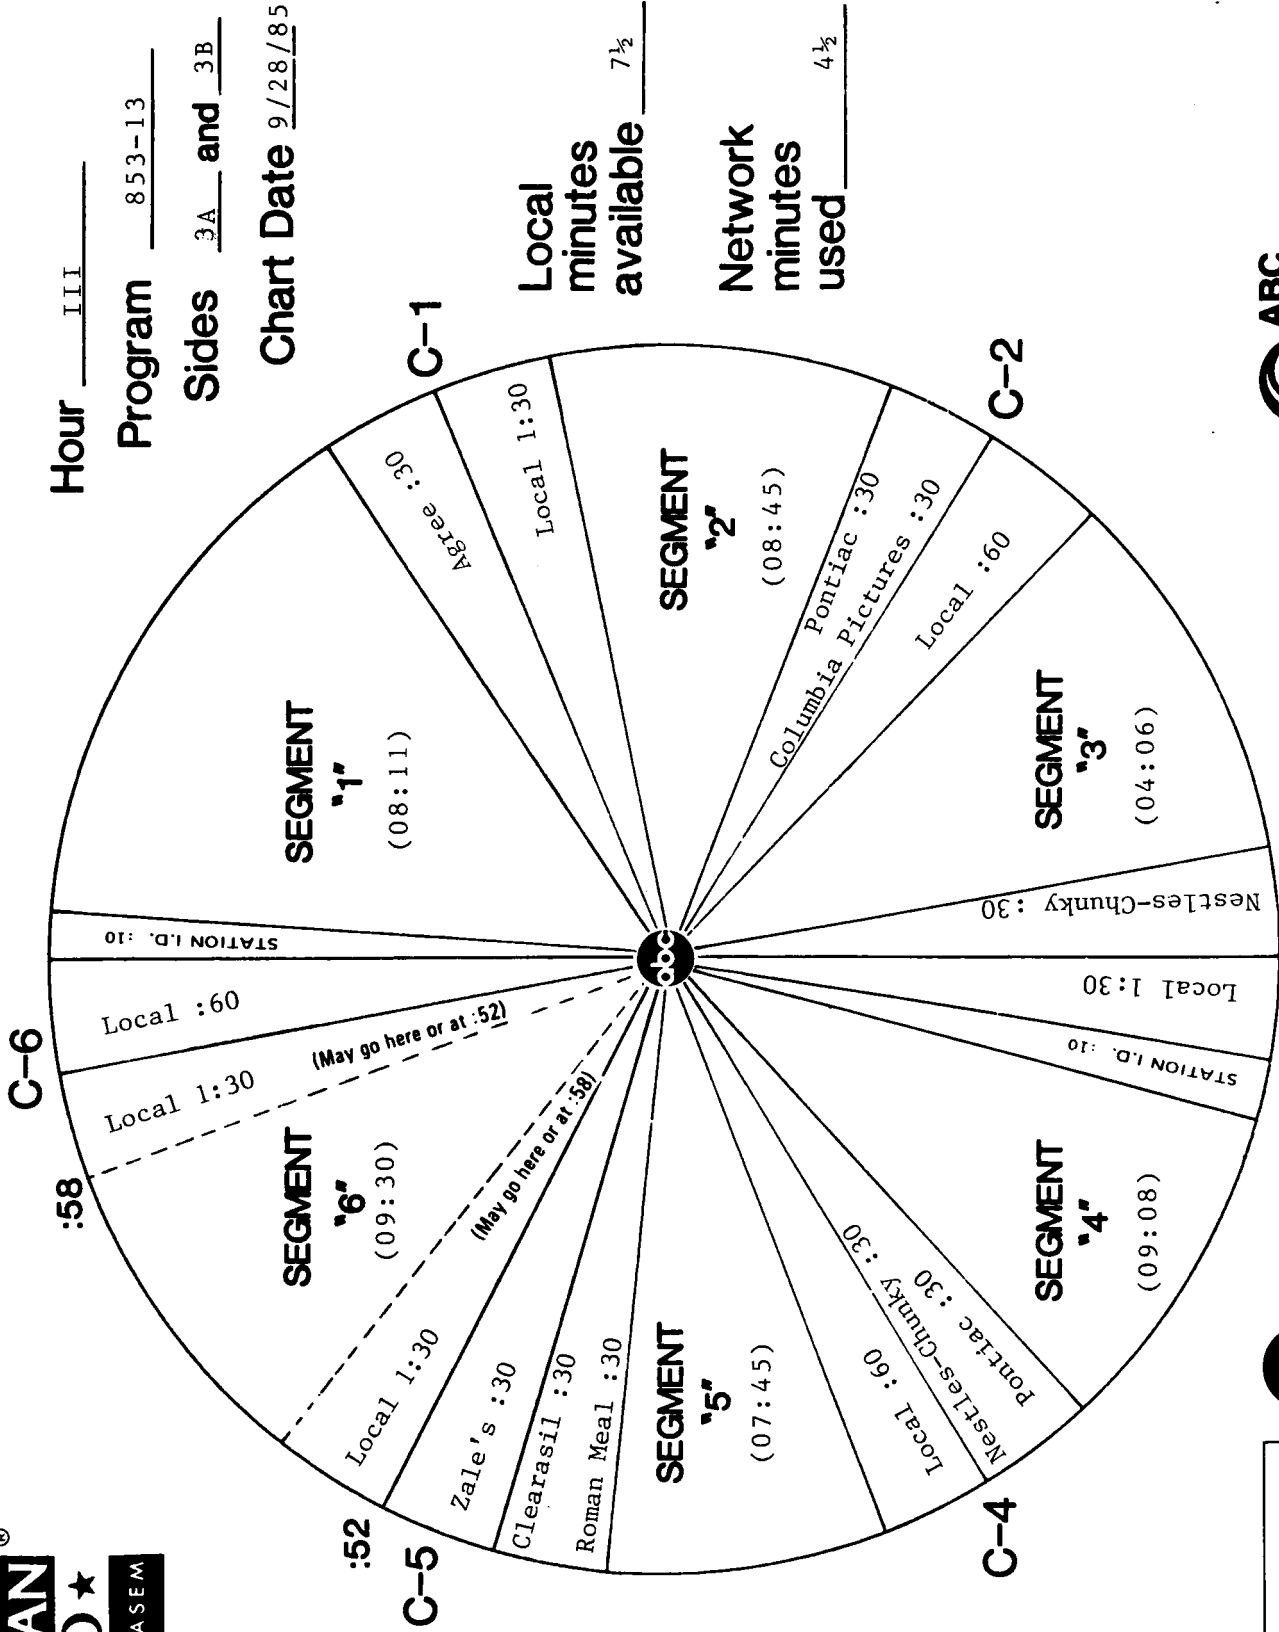 Hour III
Program 853-13
Sides 3A and 3B
Chart Date 9/28/85
Local
minutes
available 7½
Network
minutes
used 4½
STATION I.D. :10
SEGMENT
"1"
(08:11)
Agree :30
C-1
Local 1:30
SEGMENT
"2"
(08:45)
Pontiac :30
Columbia Pictures :30
C-2
Local :60
SEGMENT
"3"
(04:06)
Nestles-Chunky :30
Local 1:30
STATION I.D. :10
SEGMENT
"4"
(09:08)
Pontiac :30
Nestles-Chunky :30
C-4
Local :60
SEGMENT
"5"
(07:45)
Roman Meal :30
Clearasil :30
Zale's :30
C-5
:52
Local 1:30
(May go here or at :58)
SEGMENT
"6"
(09:30)
:58
(May go here or at :52)
Local 1:30
C-6
Local :60
abc
ABC
AN
®
ASEM